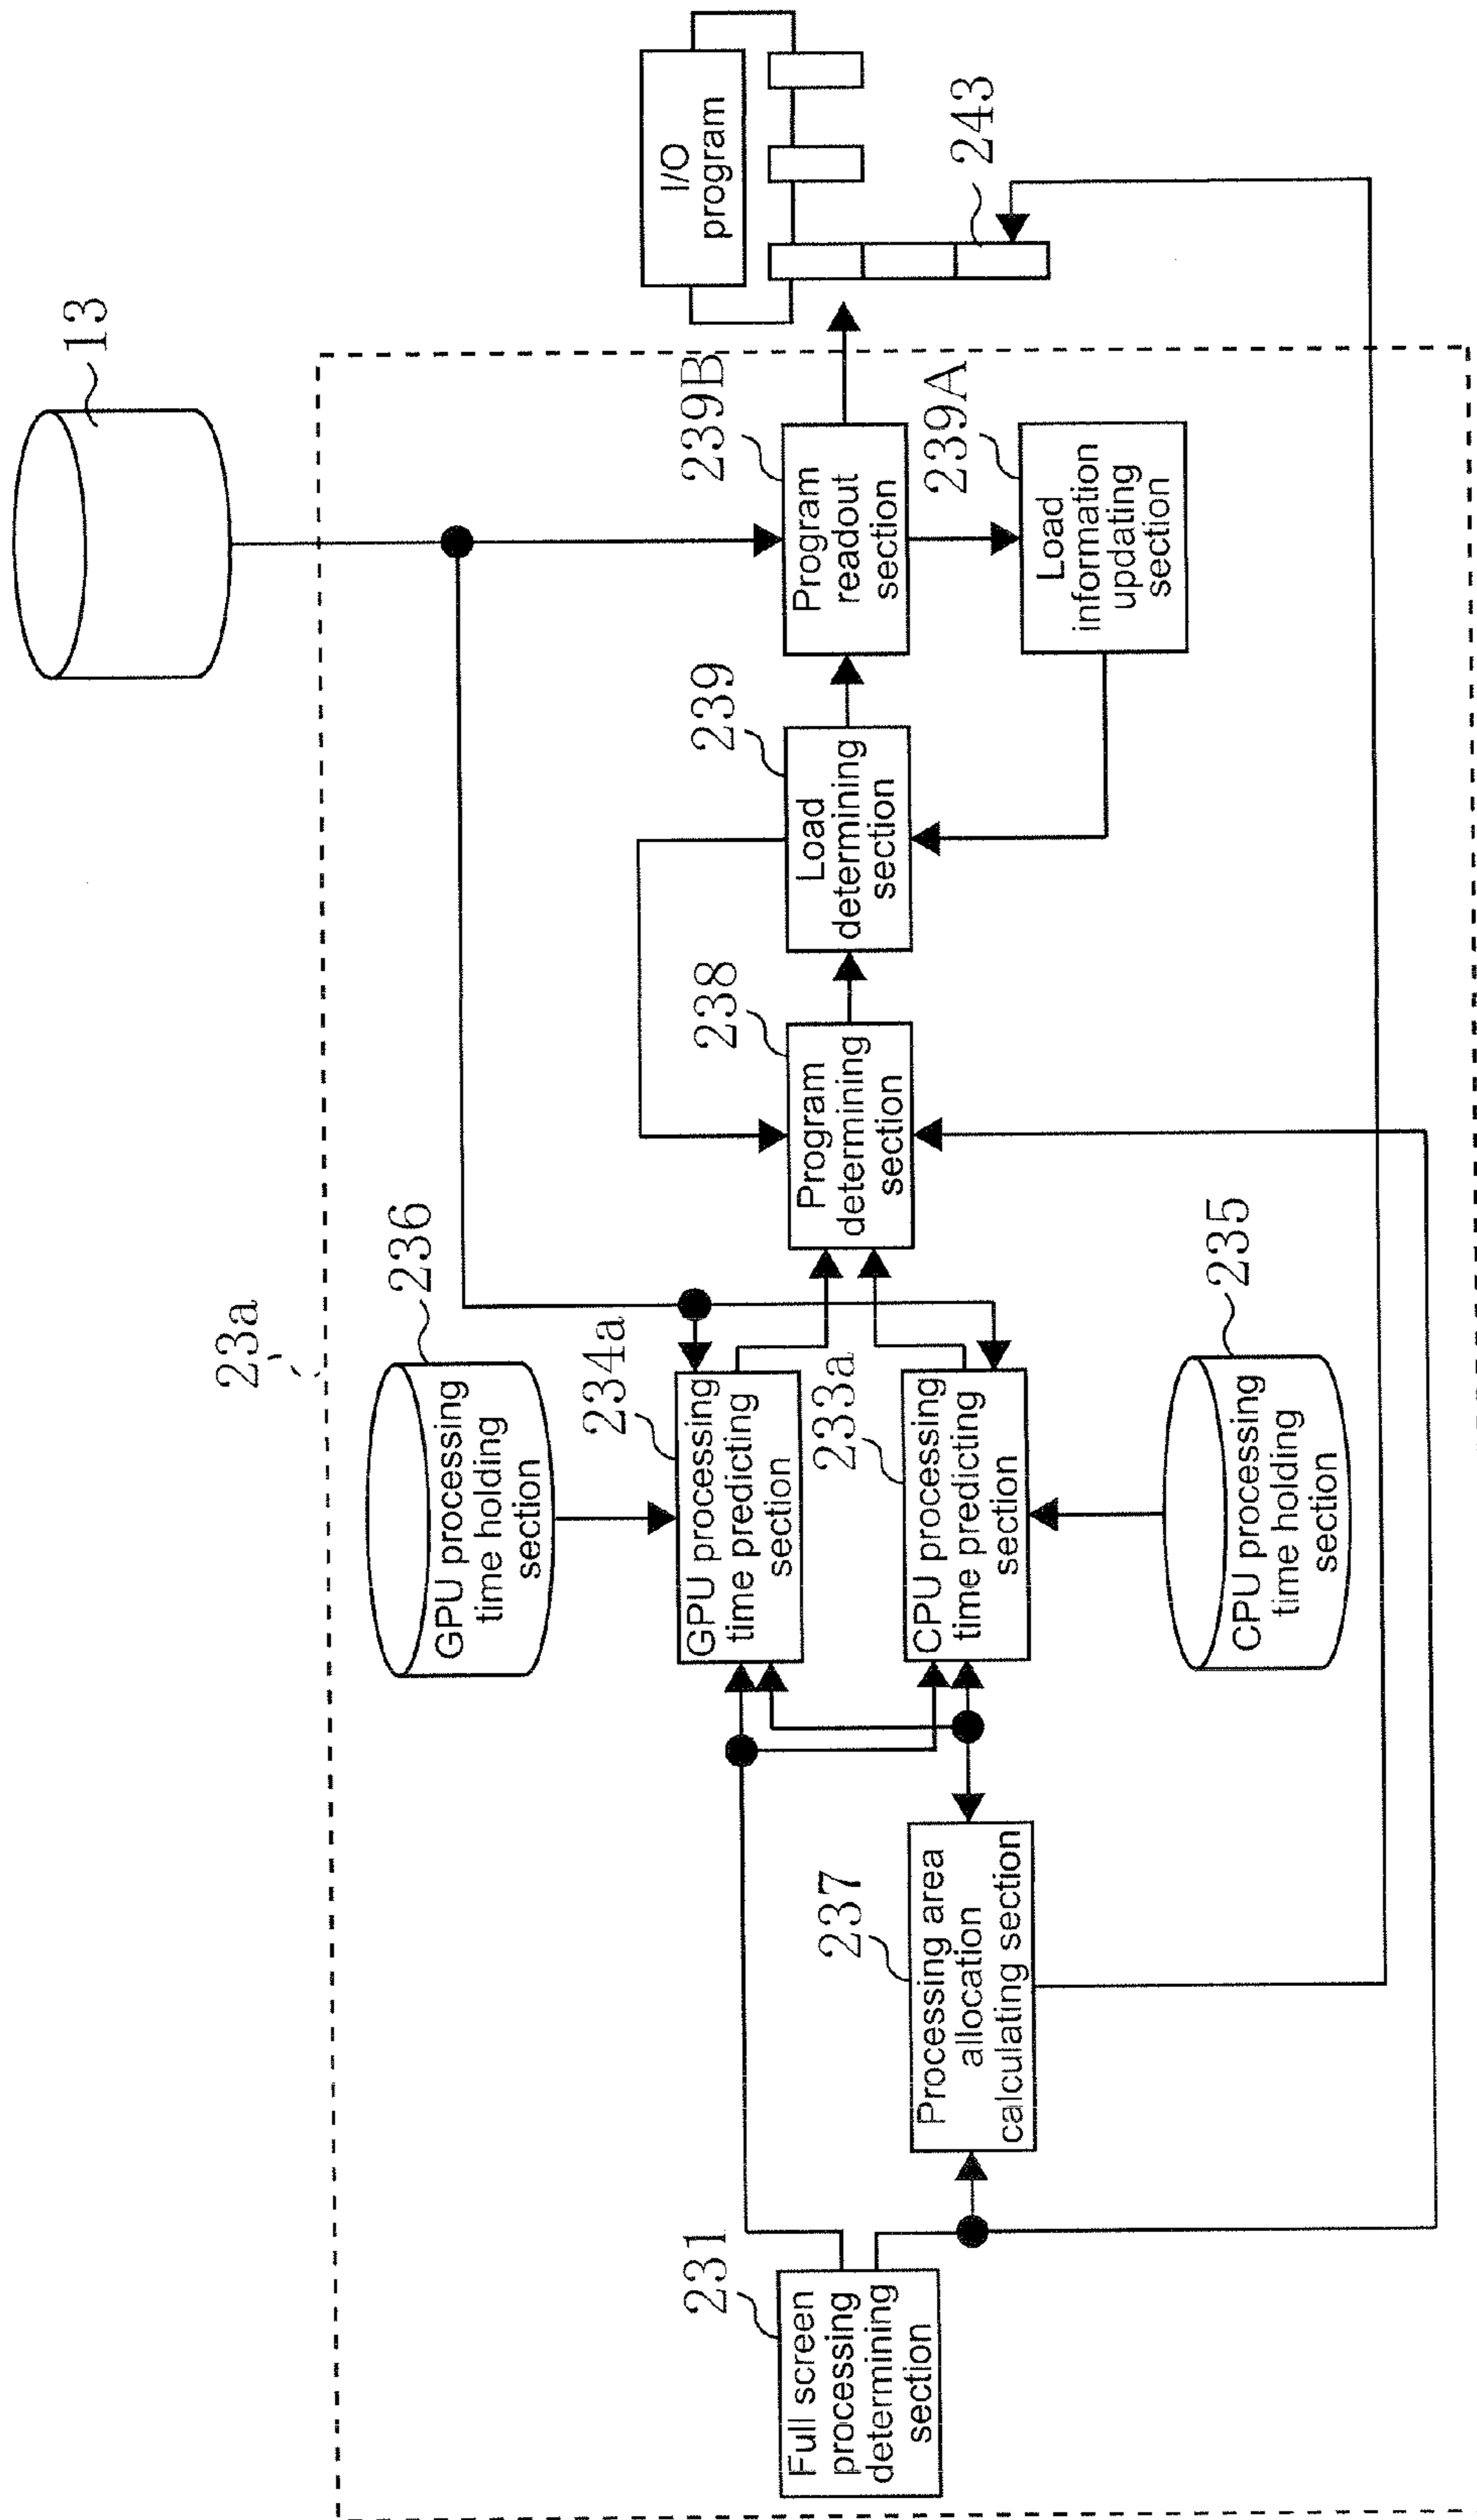 13
23a
236
GPU processing
time holding
section
234a
GPU processing
time predicting
section
233a
CPU processing
time predicting
section
235
CPU processing
time holding
section
231
Full screen
processing
determining
section
237
Processing area
allocation
calculating section
238
Program
determining
section
239
Load
determining
section
239B
Program
readout
section
239A
Load
information
updating
section
I/O
program
243